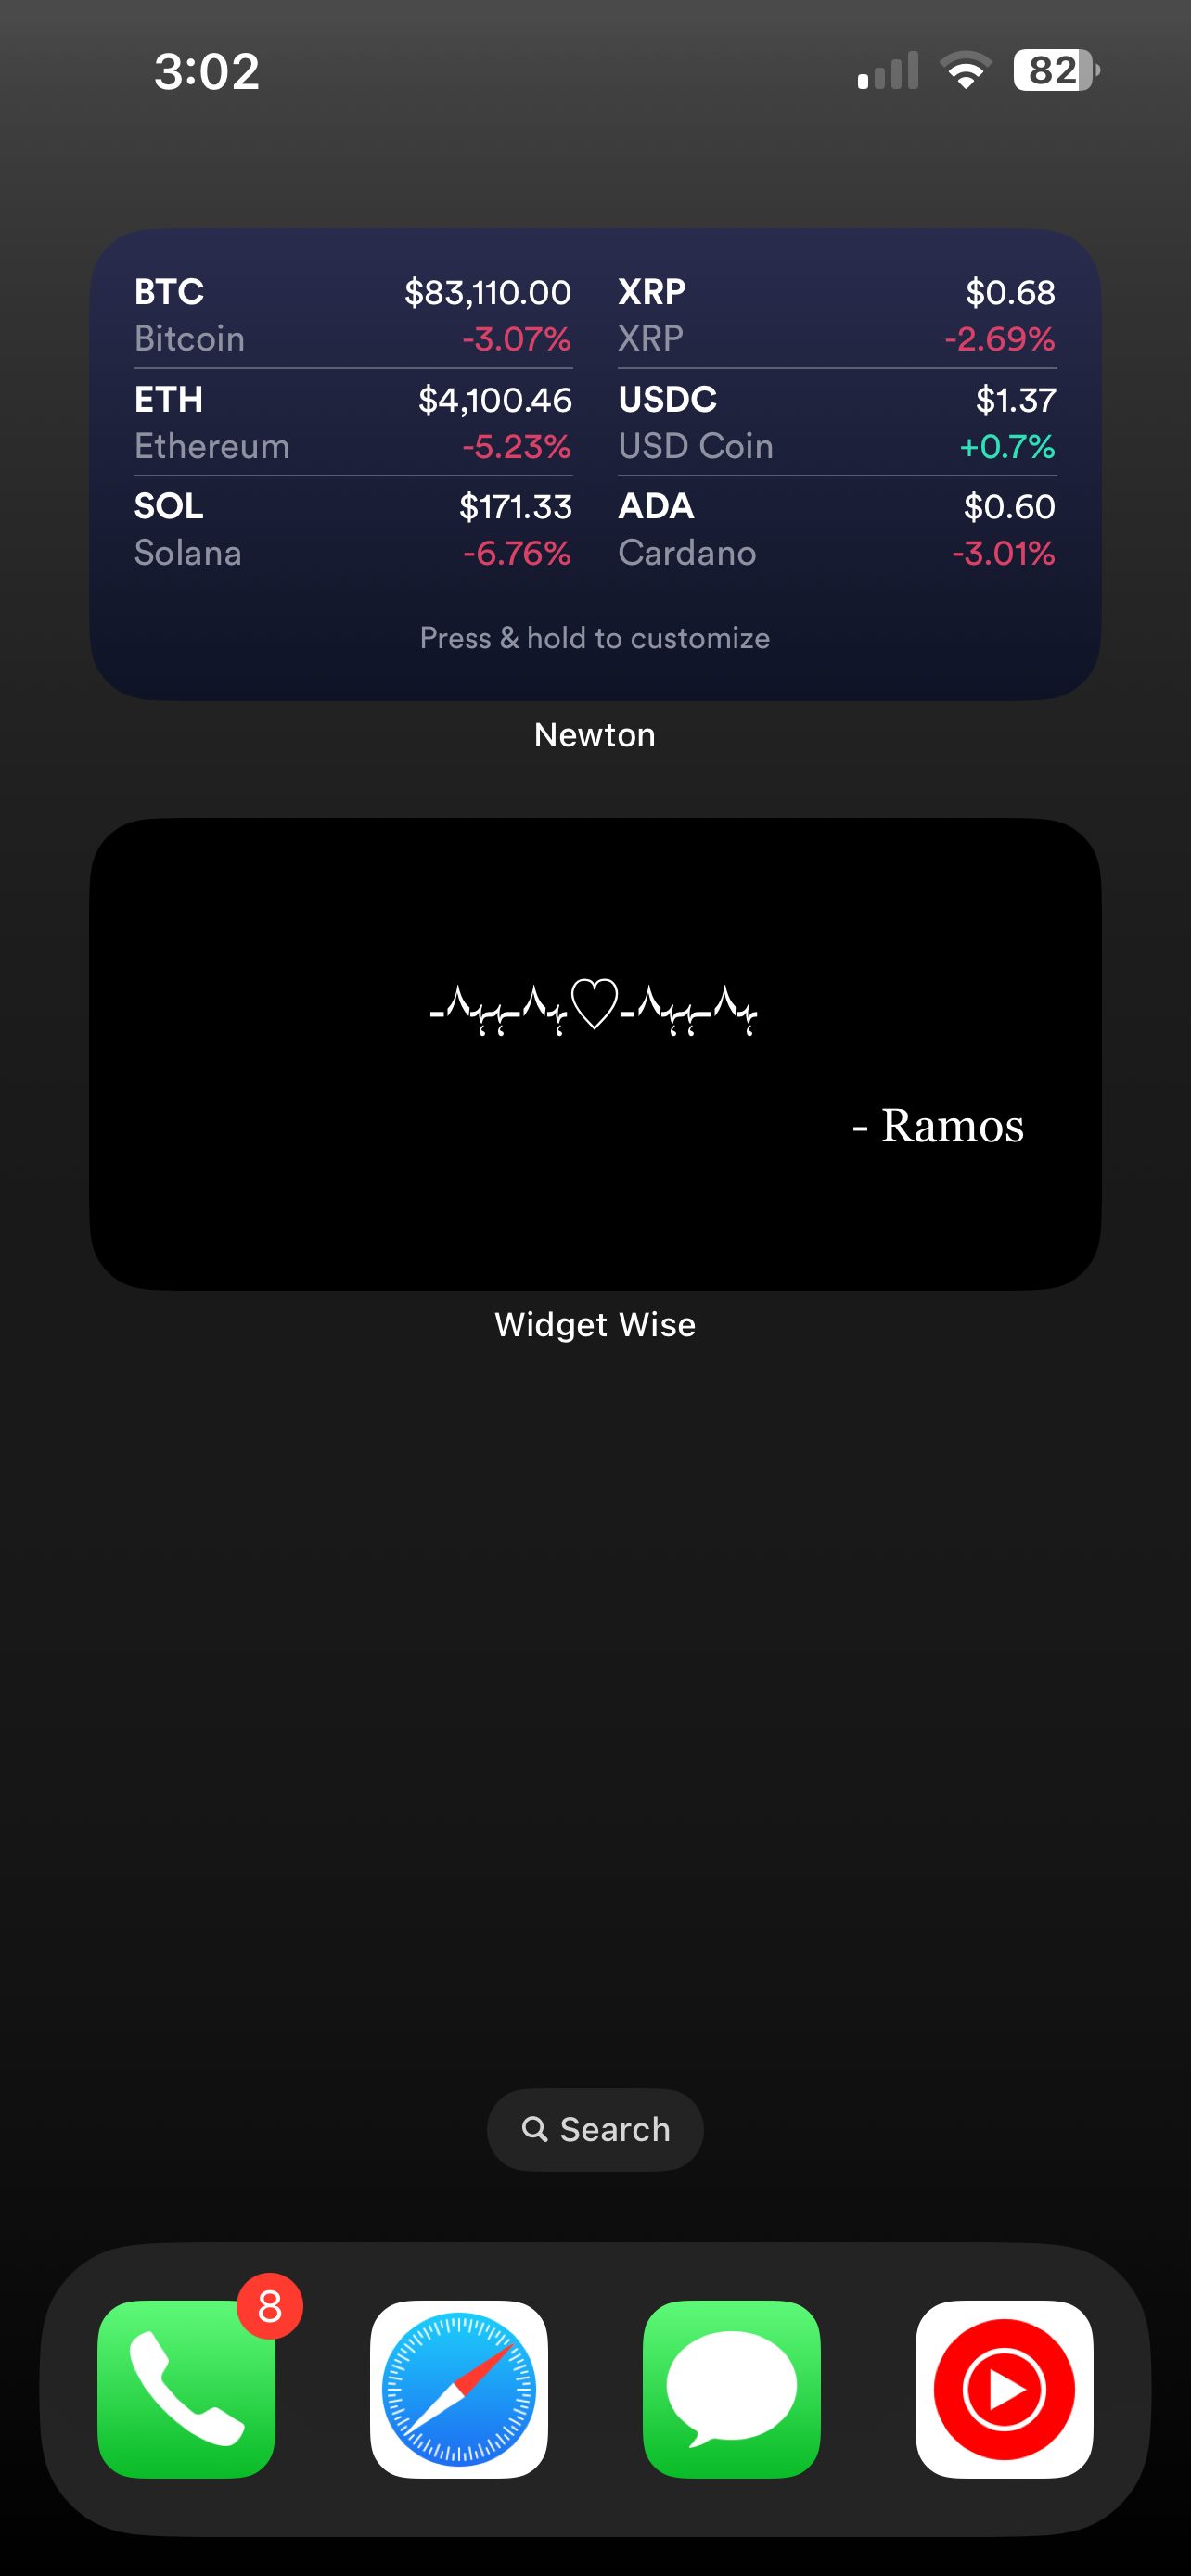 3:02
82
BTC $83,110.00
Bitcoin -3.07%
ETH $4,100.46
Ethereum -5.23%
SOL $171.33
Solana -6.76%
XRP $0.68
XRP -2.69%
USDC $1.37
USD Coin +0.7%
ADA $0.60
Cardano -3.01%
Press & hold to customize
Newton
- Ramos
Widget Wise
Search
8